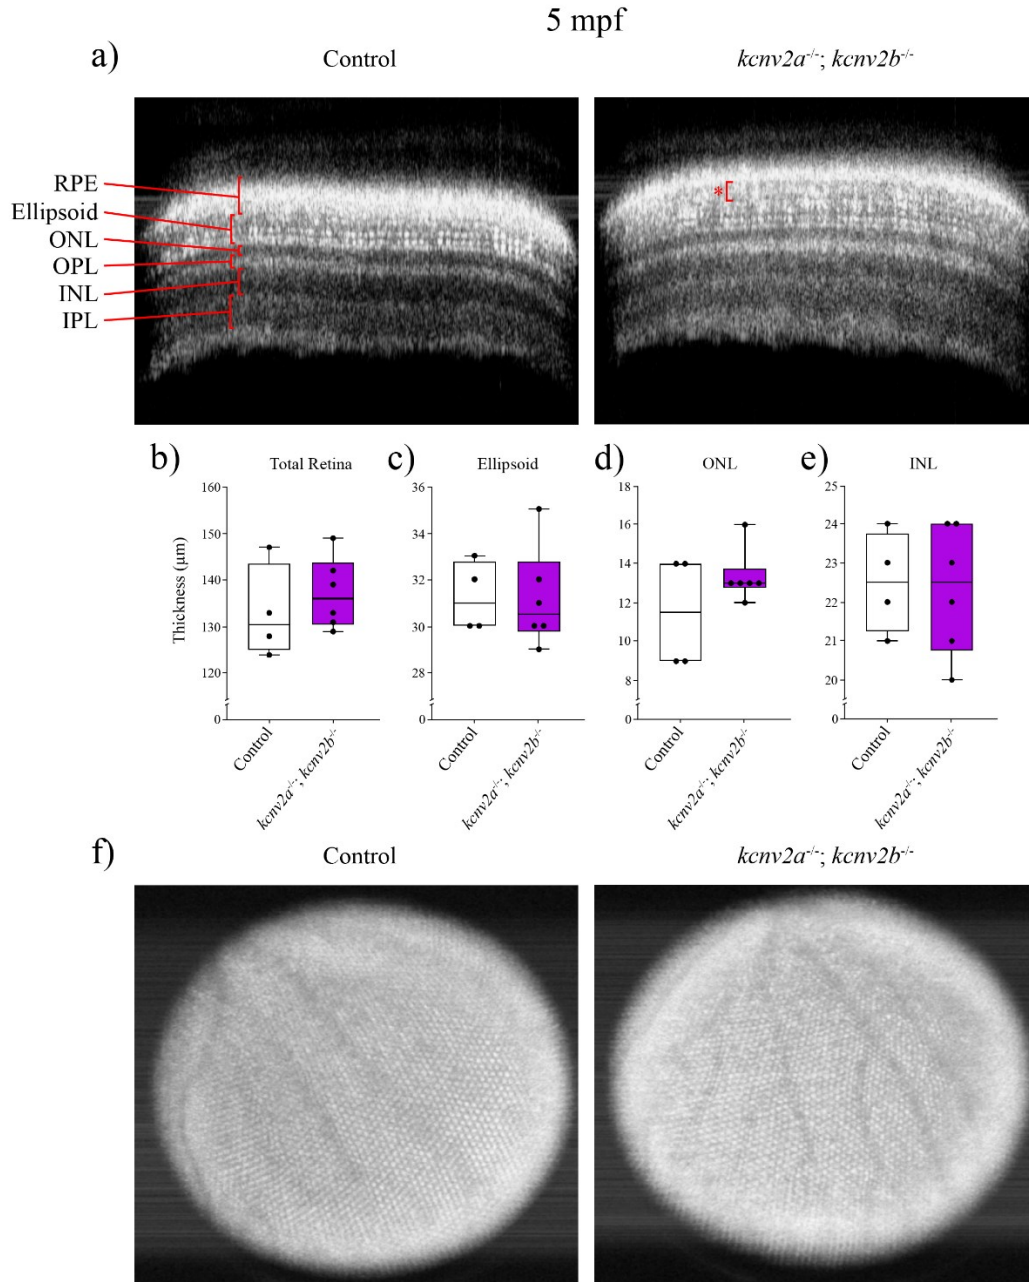 5 mpf
a)
Control
kcnv2a-/-; kcnv2b-/-
RPE
Ellipsoid
ONL
OPL
INL
IPL
*
b)
Total Retina
Thickness (µm)
160
150
140
130
120
0
Control
kcnv2a-/-; kcnv2b-/-
c)
Ellipsoid
36
34
32
30
28
0
Control
kcnv2a-/-; kcnv2b-/-
d)
ONL
18
16
14
12
10
8
0
Control
kcnv2a-/-; kcnv2b-/-
e)
INL
25
24
23
22
21
20
0
Control
kcnv2a-/-; kcnv2b-/-
f)
Control
kcnv2a-/-; kcnv2b-/-